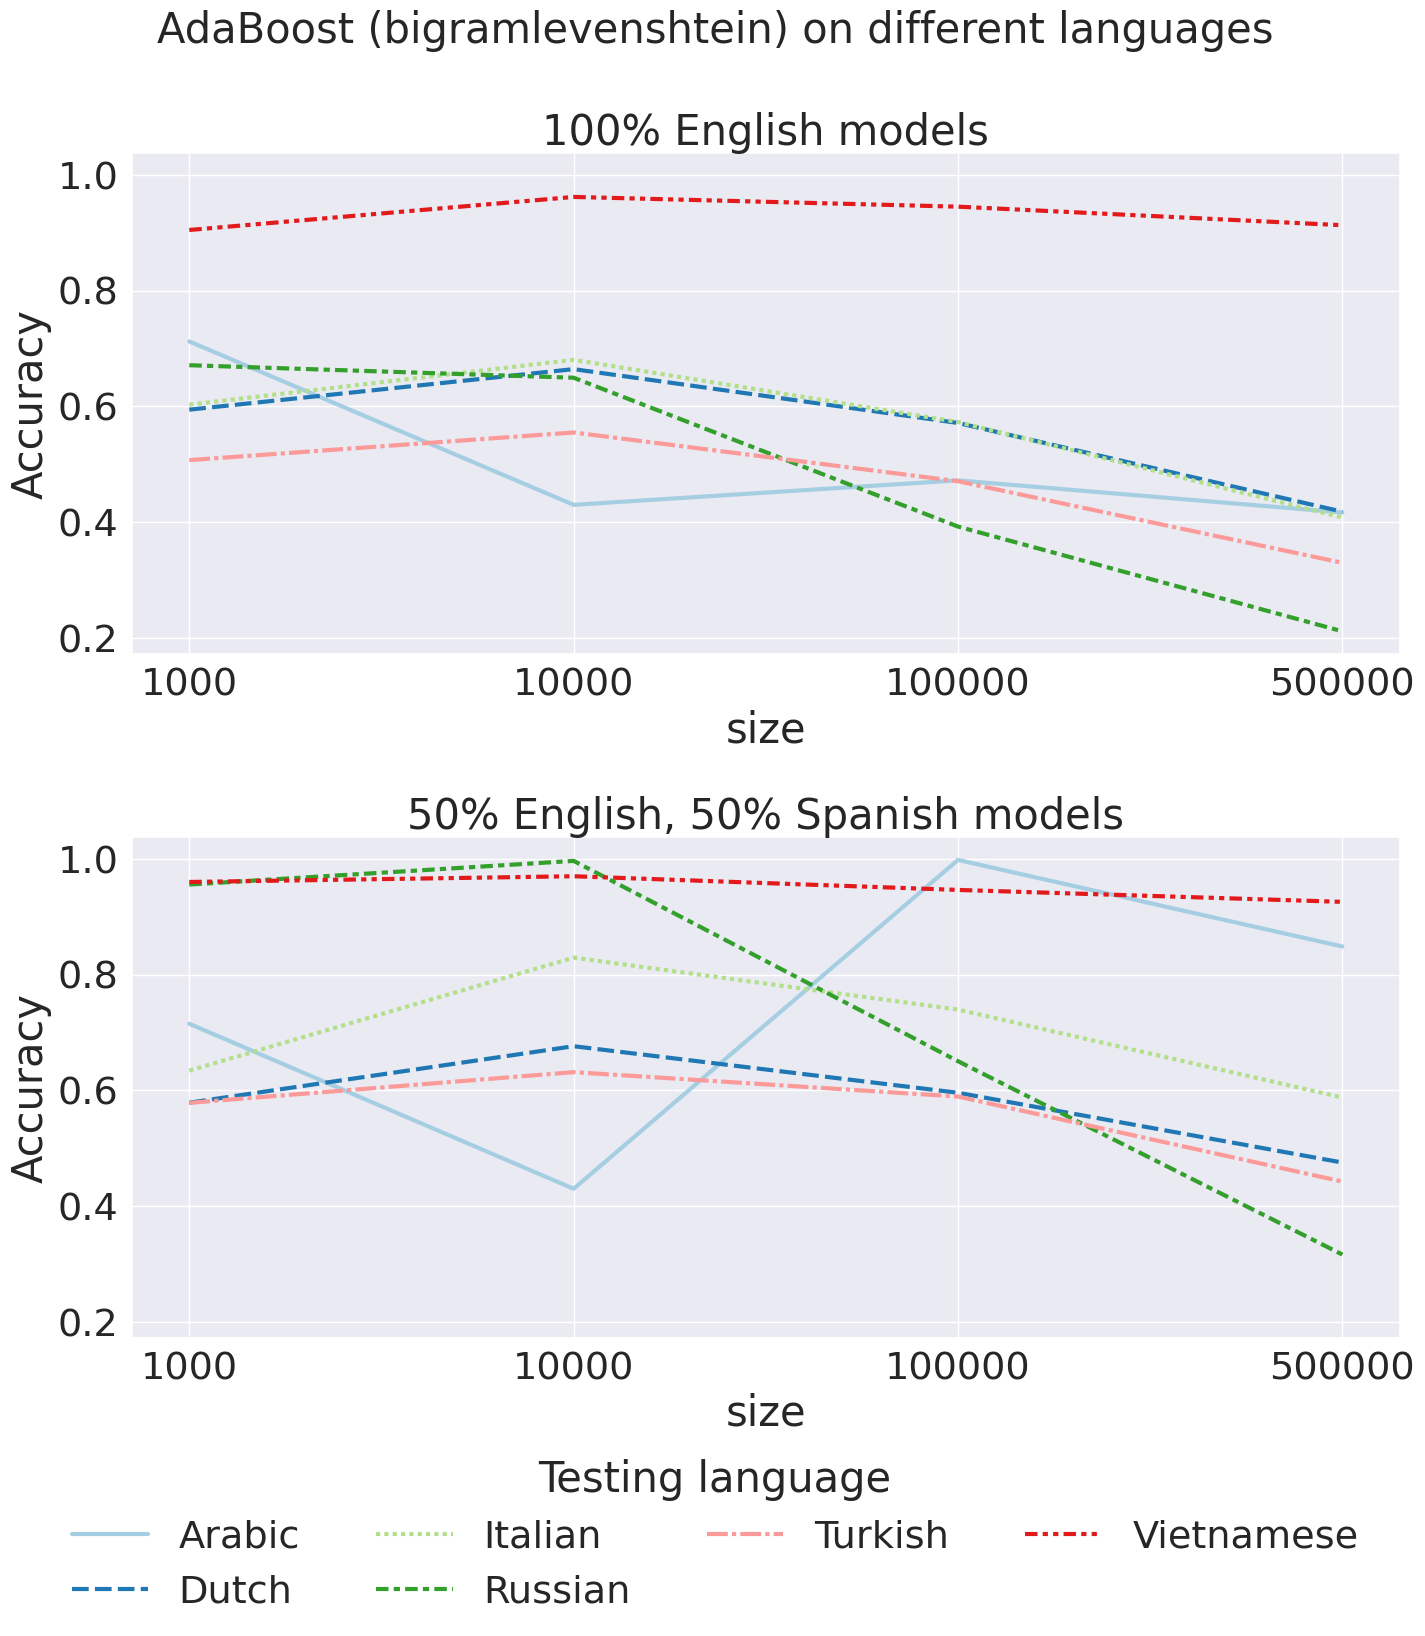 AdaBoost (bigramlevenshtein) on different languages
100% English models
1.0
0.8
0.6
0.4
0.2
Accuracy
1000 10000 100000 500000
size
50% English, 50% Spanish models
1.0
0.8
0.6
0.4
0.2
Accuracy
1000 10000 100000 500000
size
Testing language
Arabic Italian Turkish Vietnamese
Dutch Russian